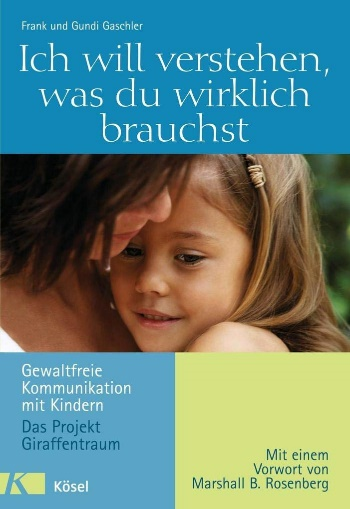 Frank und Gundi Gaschler
Ich will verstehen,
was du wirklich
brauchst
Gewaltfreie
Kommunikation
mit Kindern
Das Projekt
Giraffentraum
Mit einem
Vorwort von
Marshall B. Rosenberg
Kösel